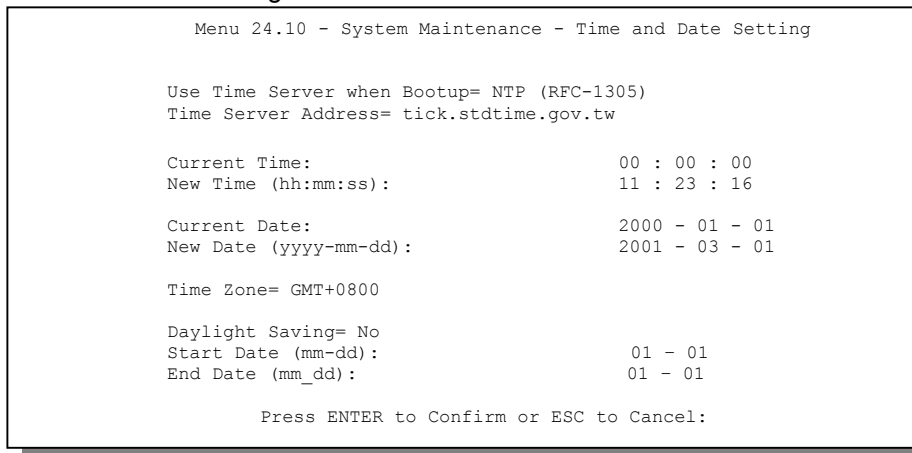 Menu 24.10 - System Maintenance - Time and Date Setting
Use Time Server when Bootup= NTP (RFC-1305)
Time Server Address= tick.stdtime.gov.tw
Current Time: 00 : 00 : 00
New Time (hh:mm:ss): 11 : 23 : 16
Current Date: 2000 - 01 - 01
New Date (yyyy-mm-dd): 2001 - 03 - 01
Time Zone= GMT+0800
Daylight Saving= No
Start Date (mm-dd): 01 - 01
End Date (mm_dd): 01 – 01
Press ENTER to Confirm or ESC to Cancel: